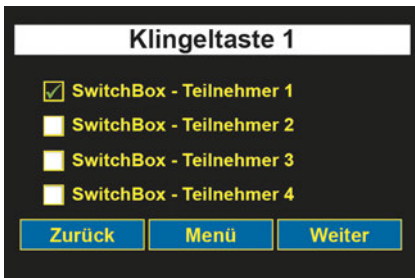 Klingeltaste 1
SwitchBox - Teilnehmer 1
SwitchBox - Teilnehmer 2
SwitchBox - Teilnehmer 3
SwitchBox - Teilnehmer 4
Zurück Menü Weiter